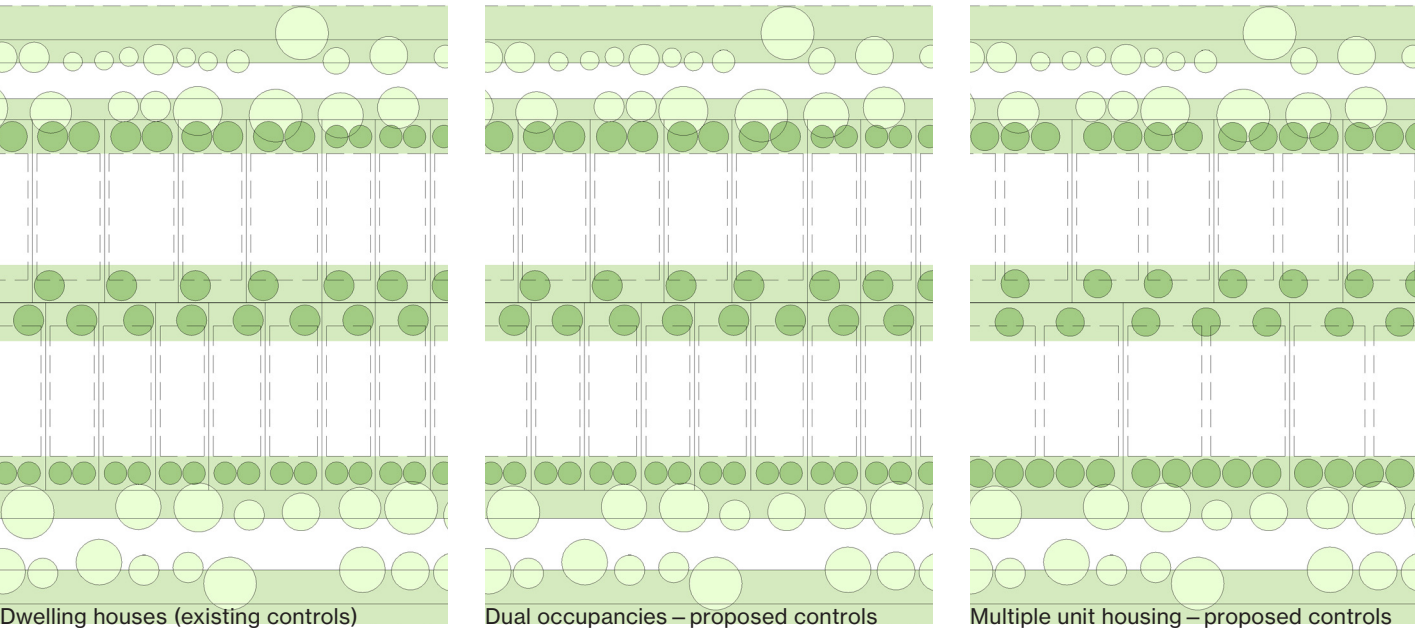 Dwelling houses (existing controls)
Dual occupancies – proposed controls
Multiple unit housing – proposed controls